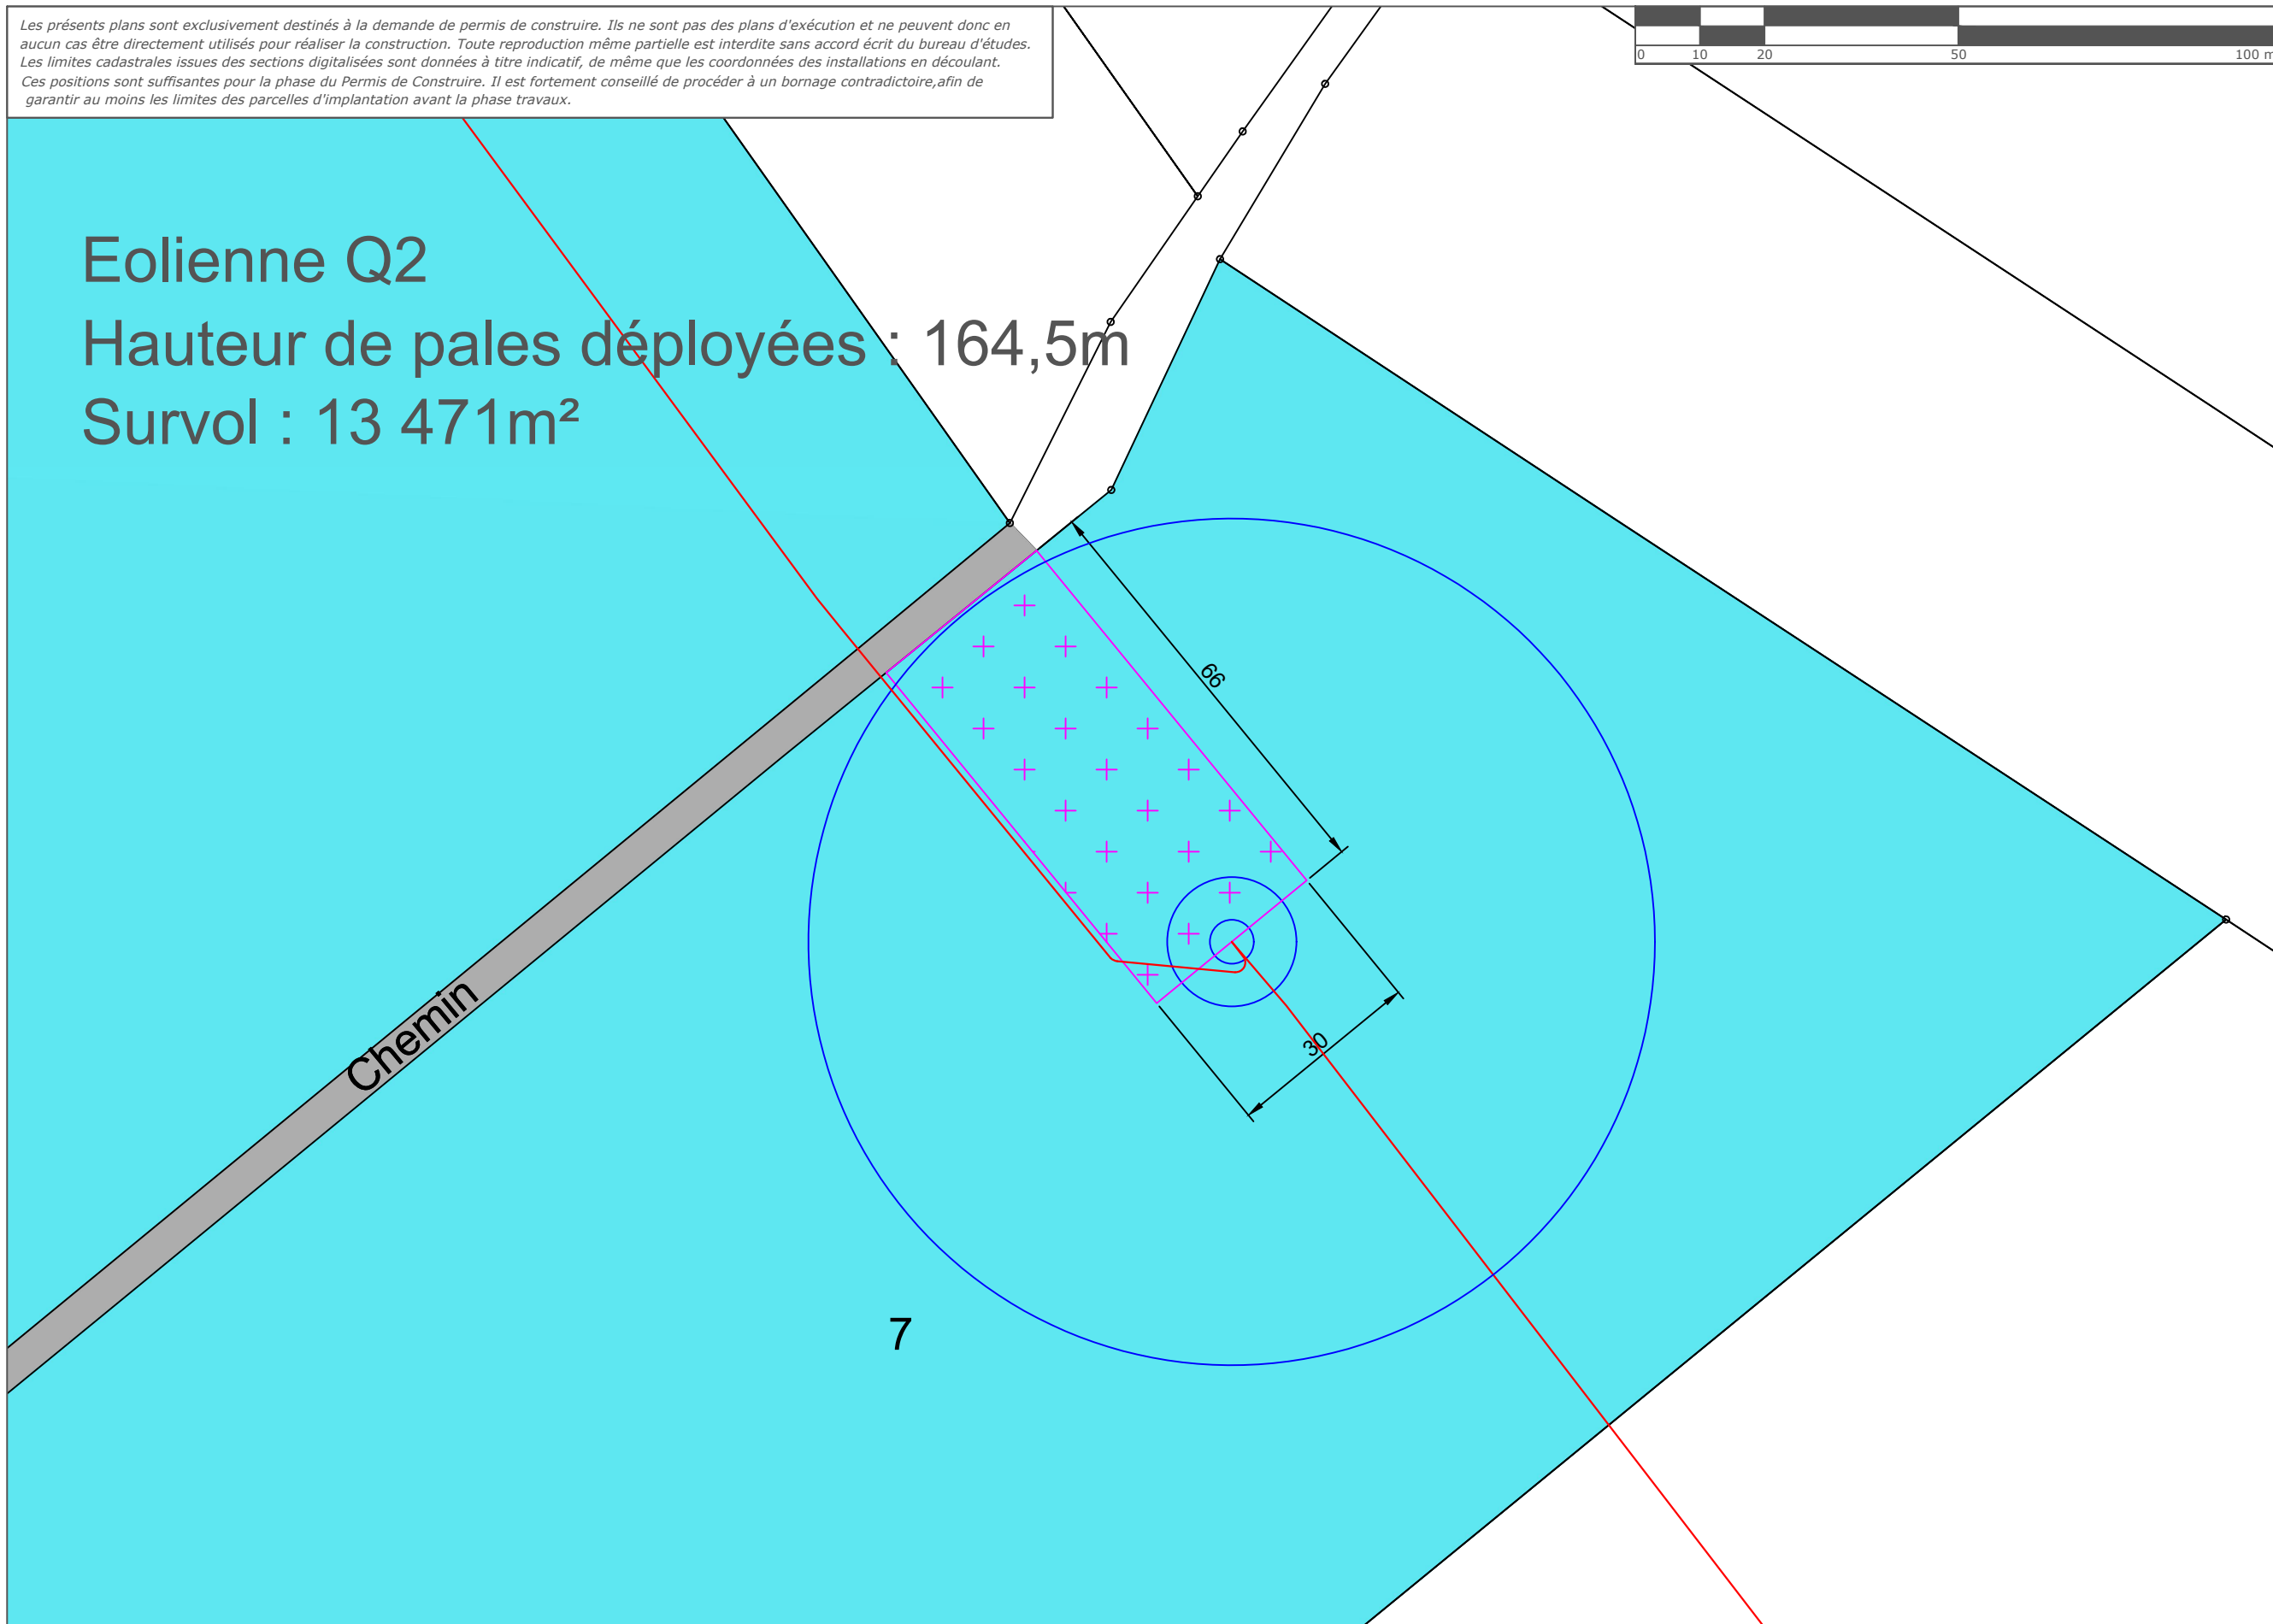 Les présents plans sont exclusivement destinés à la demande de permis de construire. Ils ne sont pas des plans d'exécution et ne peuvent donc en
aucun cas être directement utilisés pour réaliser la construction. Toute reproduction même partielle est interdite sans accord écrit du bureau d'études.
Les limites cadastrales issues des sections digitalisées sont données à titre indicatif, de même que les coordonnées des installations en découlant.
Ces positions sont suffisantes pour la phase du Permis de Construire. Il est fortement conseillé de procéder à un bornage contradictoire,afin de
garantir au moins les limites des parcelles d'implantation avant la phase travaux.
0 10 20 50 100 m
Eolienne Q2
Hauteur de pales déployées : 164,5m
Survol : 13 471m²
66
30
Chemin
7